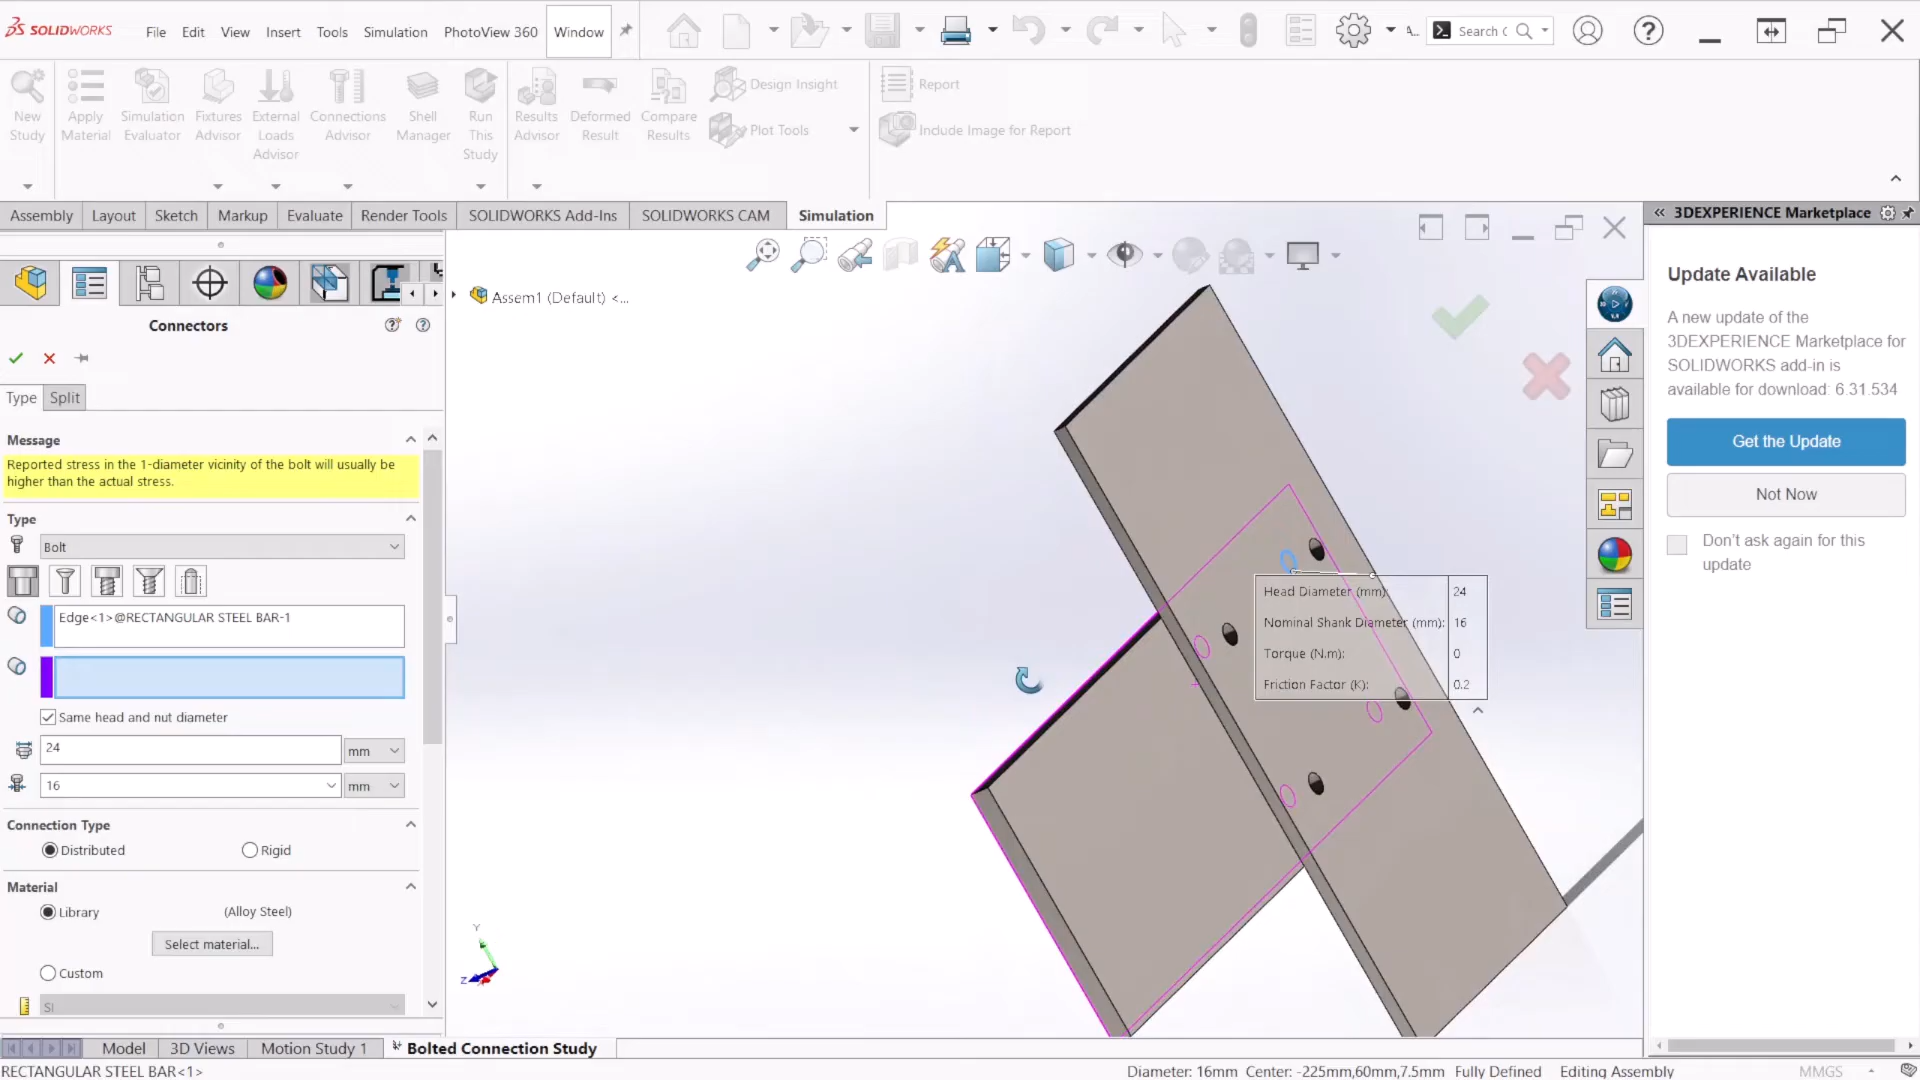 SOLIDWORKS File Edit View Insert Tools Simulation PhotoView 360 Window
Search
New Study
Apply Material
Simulation Evaluator
Fixtures Advisor
External Loads Advisor
Connections Advisor
Shell Manager
Run This Study
Results Advisor
Deformed Result
Compare Results
Design Insight
Plot Tools
Report
Include Image for Report
Assembly Layout Sketch Markup Evaluate Render Tools SOLIDWORKS Add-Ins SOLIDWORKS CAM Simulation
3DEXPERIENCE Marketplace
Update Available
A new update of the
3DEXPERIENCE Marketplace for
SOLIDWORKS add-in is
available for download: 6.31.534
Get the Update
Not Now
Don't ask again for this
update
Assem1 (Default) <...
Connectors
Type Split
Message
Reported stress in the 1-diameter vicinity of the bolt will usually be
higher than the actual stress.
Type
Bolt
Edge<1>@RECTANGULAR STEEL BAR-1
Same head and nut diameter
24 mm
16 mm
Connection Type
Distributed Rigid
Material
Library (Alloy Steel)
Select material...
Custom
SI
Head Diameter (mm): 24
Nominal Shank Diameter (mm): 16
Torque (N.m): 0
Friction Factor (K): 0.2
Y
Z
Model 3D Views Motion Study 1 Bolted Connection Study
RECTANGULAR STEEL BAR<1> Diameter: 16mm Center: -225mm,60mm,7.5mm Fully Defined Editing Assembly MMGS